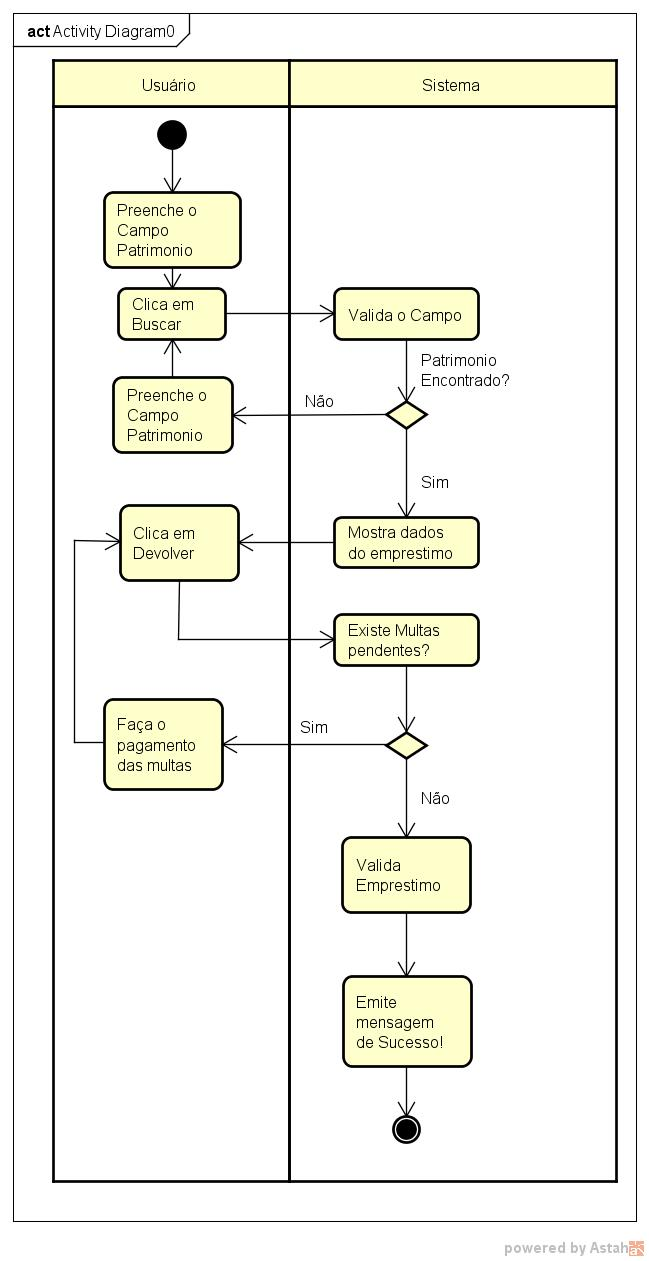 act Activity Diagram0
Usuário
Sistema
Preenche o
Campo
Patrimonio
Clica em
Buscar
Valida o Campo
Patrimonio
Encontrado?
Preenche o
Campo
Patrimonio
Não
Sim
Clica em
Devolver
Mostra dados
do emprestimo
Existe Multas
pendentes?
Faça o
pagamento
das multas
Sim
Não
Valida
Emprestimo
Emite
mensagem
de Sucesso!
powered by Astah